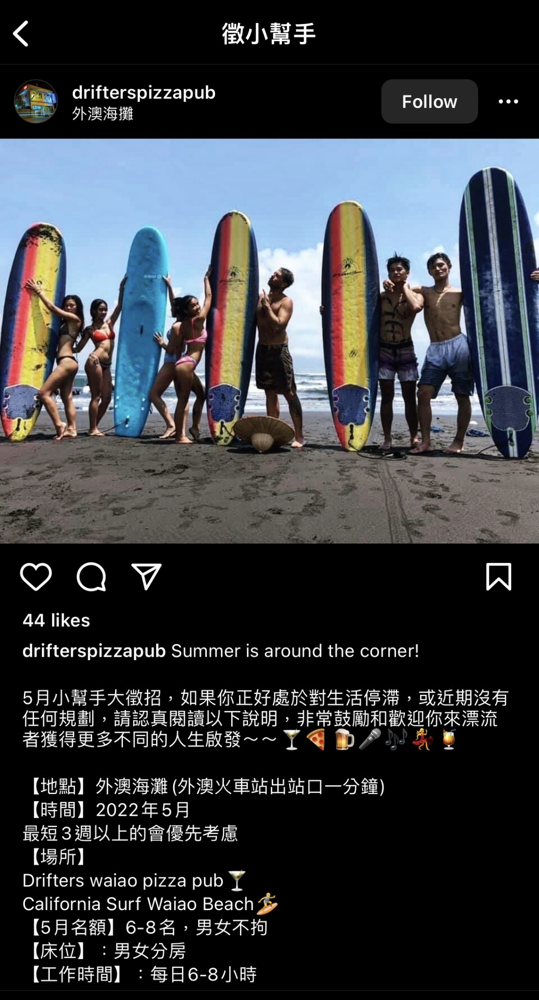 徵小幫手
drifterspizzapub
外澳海攤
Follow
44 likes
drifterspizzapub Summer is around the corner!
5月小幫手大徵招，如果你正好處於對生活停滯，或近期沒有
任何規劃，請認真閱讀以下說明，非常鼓勵和歡迎你來漂流
者獲得更多不同的人生啟發～～🍸🍕🍺🎤🎶💃🍹
【地點】外澳海灘(外澳火車站出站口一分鐘)
【時間】2022年5月
最短3週以上的會優先考慮
【場所】
Drifters waiao pizza pub🍸
California Surf Waiao Beach🏄
【5月名額】6-8名，男女不拘
【床位】：男女分房
【工作時間】：每日6-8小時